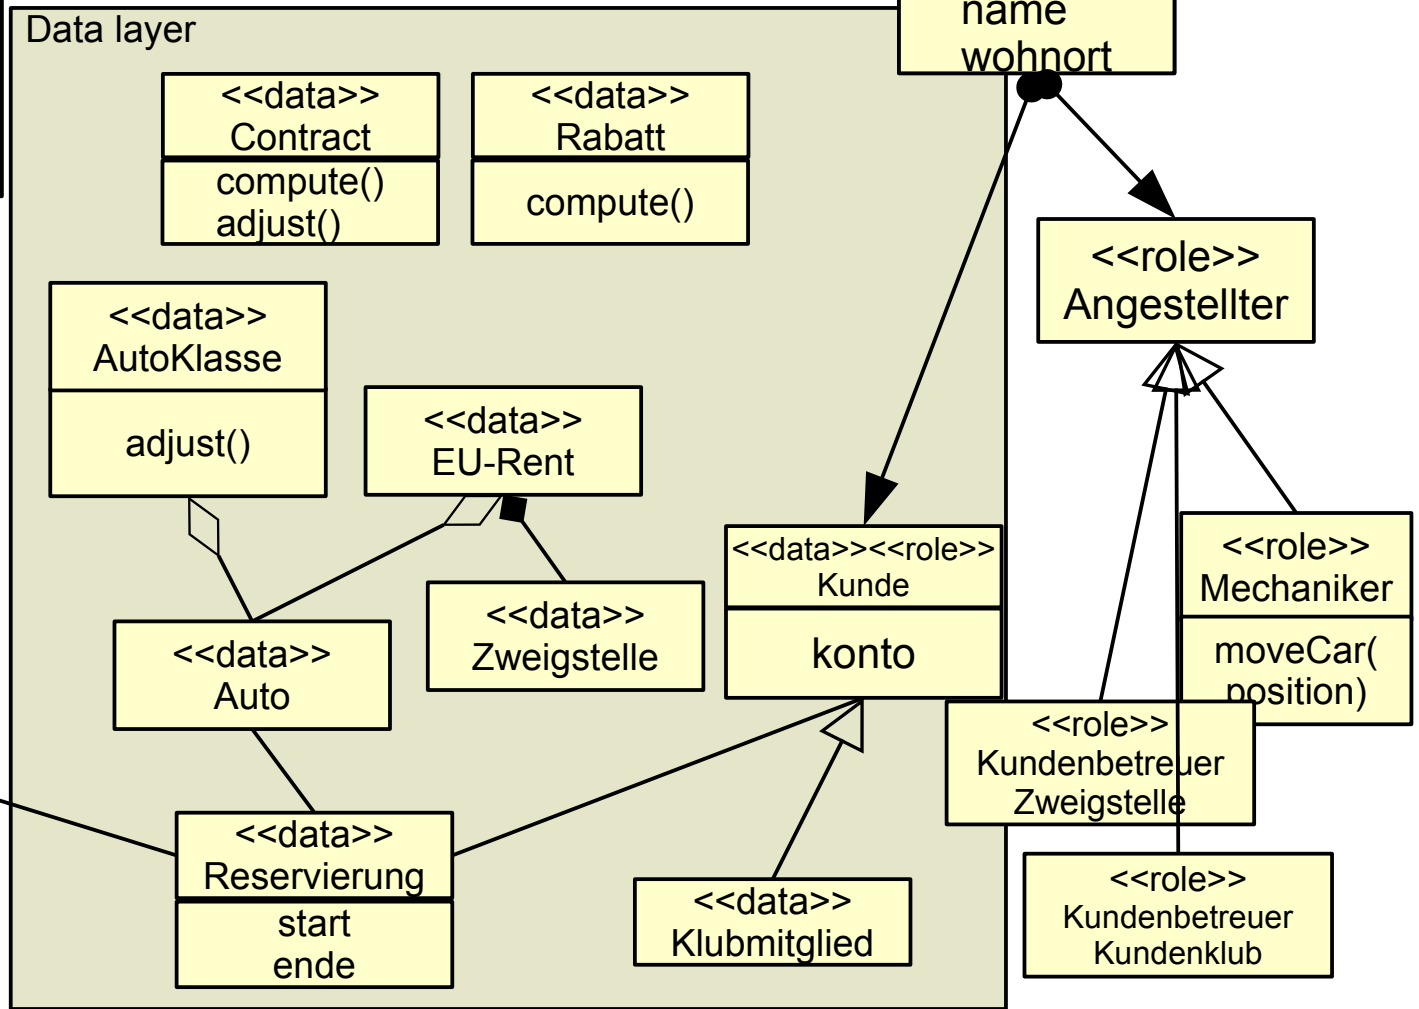 name
wohnort
Data layer
<<data>>
Contract
compute()
adjust()
<<data>>
Rabatt
compute()
<<role>>
Angestellter
<<data>>
AutoKlasse
adjust()
<<data>>
EU-Rent
<<data>><<role>>
Kunde
konto
<<role>>
Mechaniker
moveCar(
position)
<<data>>
Zweigstelle
<<data>>
Auto
<<role>>
Kundenbetreuer
Zweigstelle
<<data>>
Reservierung
start
ende
<<data>>
Klubmitglied
<<role>>
Kundenbetreuer
Kundenklub